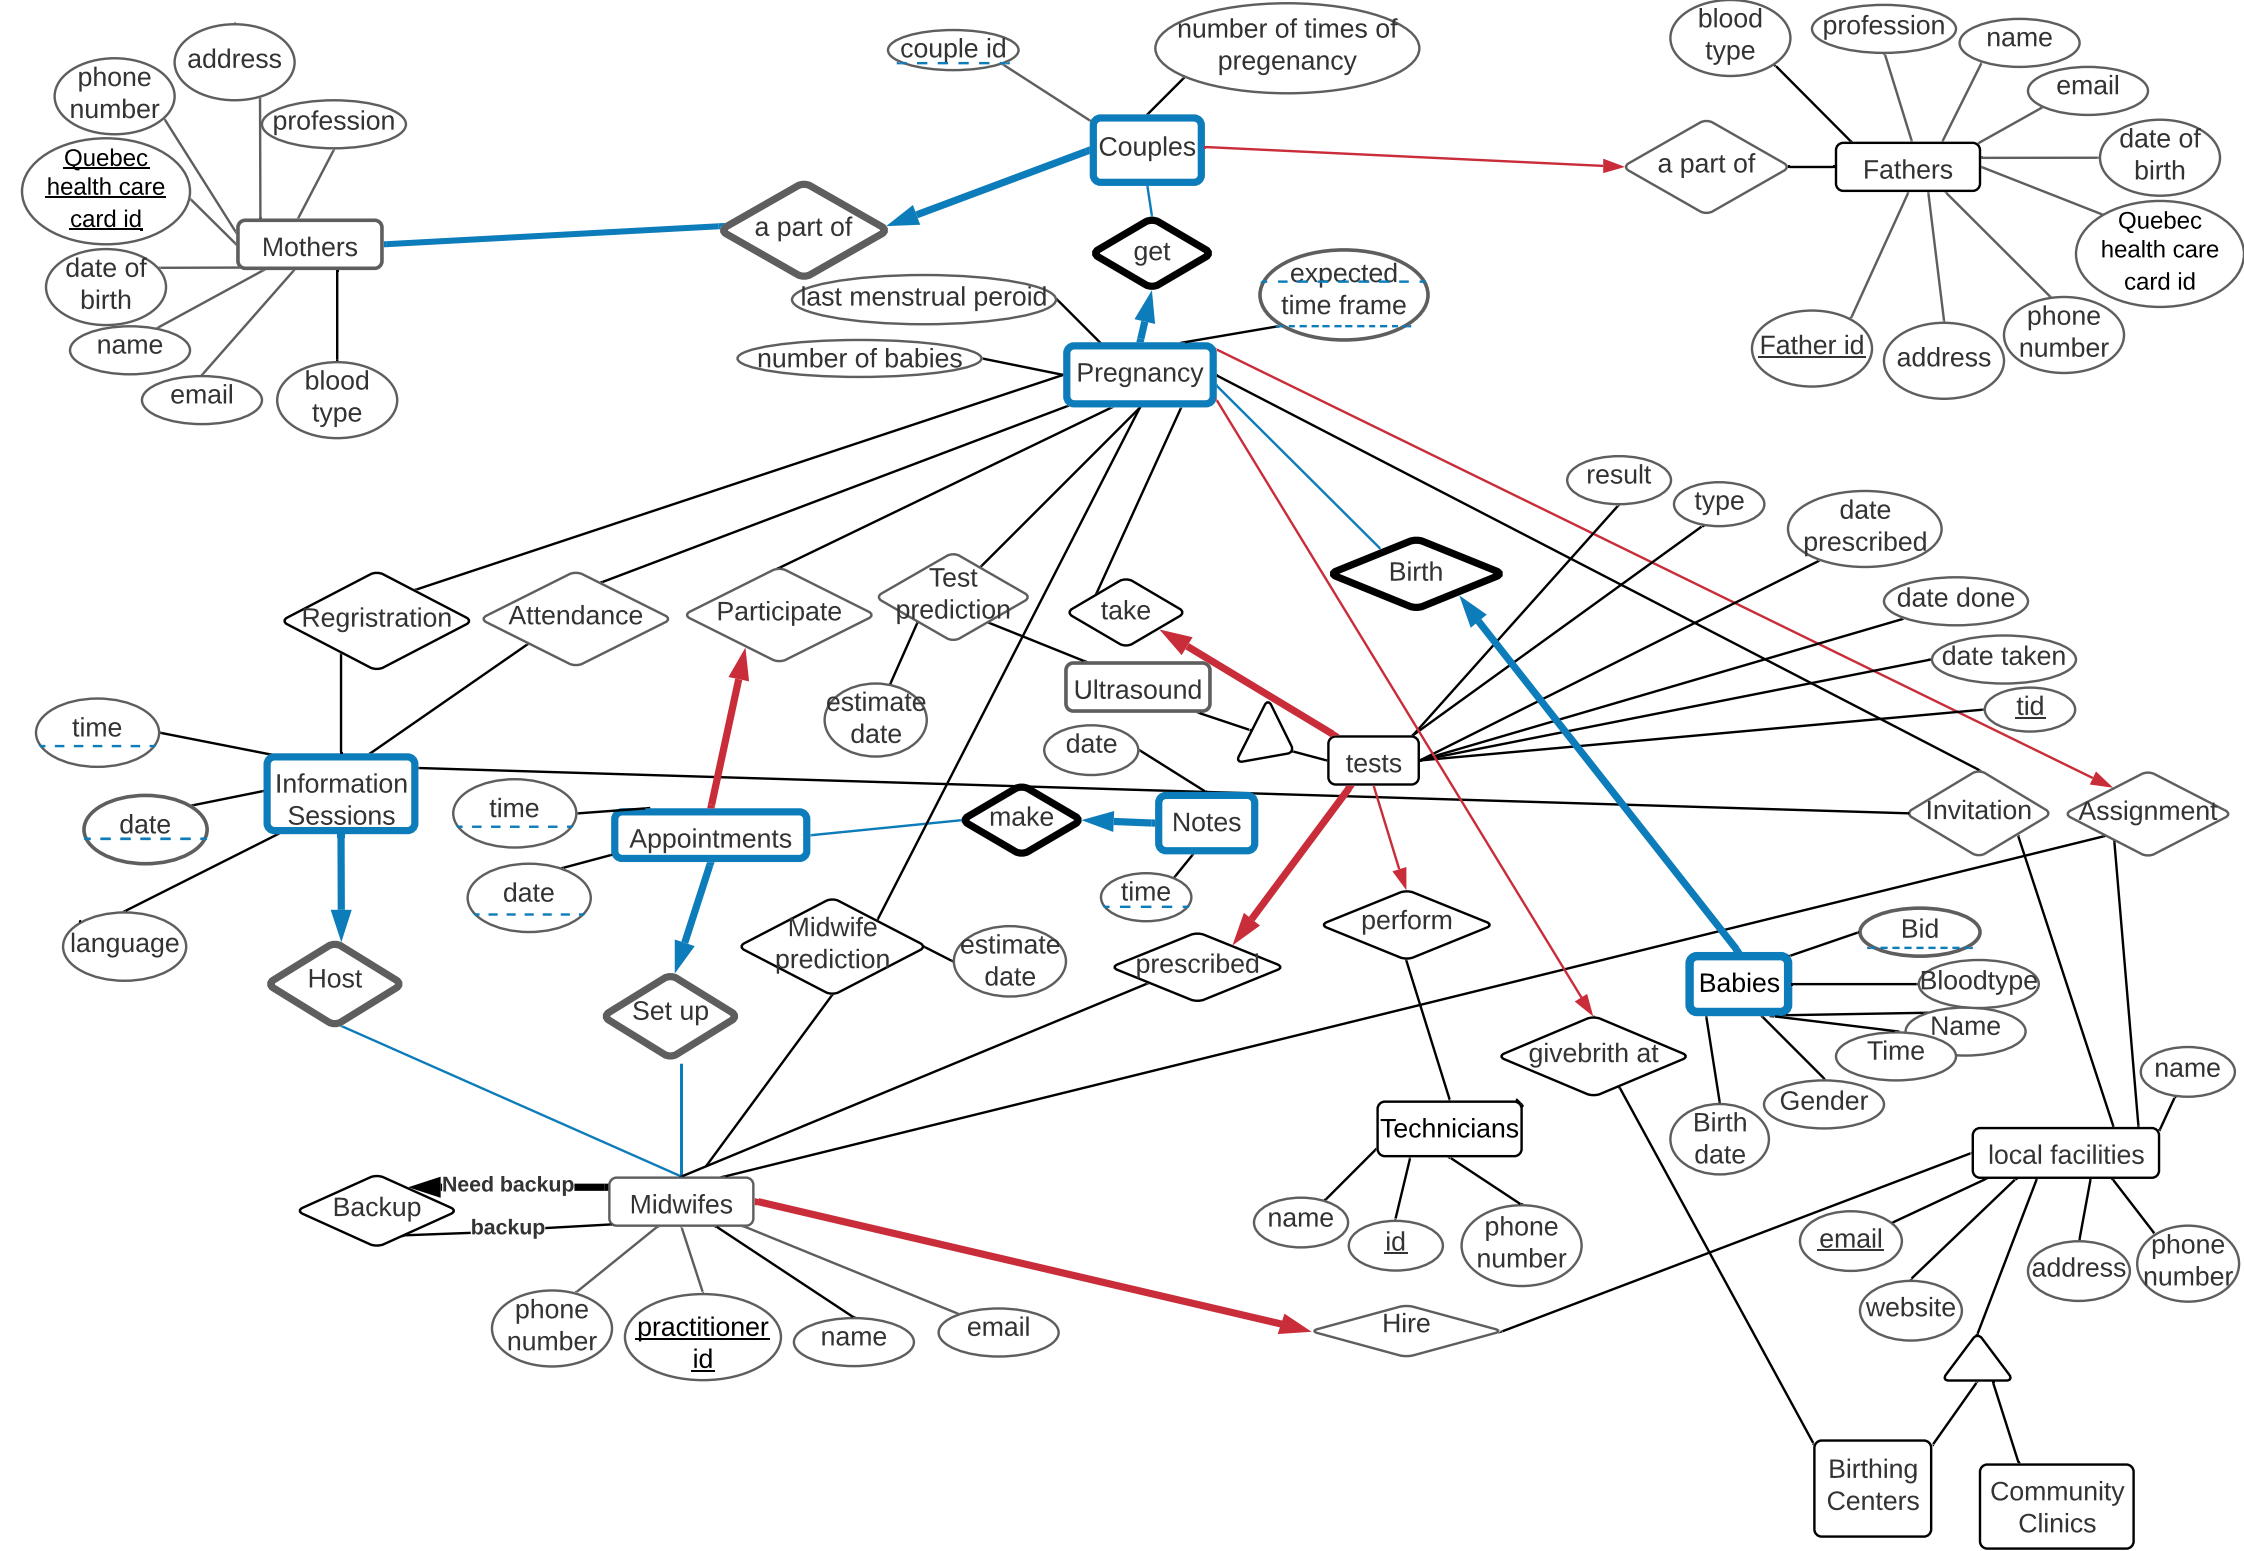 address
phone
number
profession
Quebec
health care
card id
Mothers
date of
birth
name
email
blood
type
couple id
number of times of
pregenancy
Couples
a part of
get
last menstrual peroid
expected
time frame
number of babies
Pregnancy
a part of
blood
type
profession
name
email
date of
birth
Fathers
Quebec
health care
card id
Father id
address
phone
number
result
type
date
prescribed
date done
date taken
tid
Regristration
Attendance
Participate
Test
prediction
take
Birth
estimate
date
Ultrasound
time
date
Information
Sessions
language
time
Appointments
date
make
date
Notes
time
tests
Invitation
Assignment
Host
Set up
Midwife
prediction
estimate
date
prescribed
perform
Bid
Babies
Bloodtype
Name
Time
Gender
Birth
date
givebrith at
Technicians
name
id
phone
number
name
local facilities
email
website
address
phone
number
Need backup
Backup
backup
Midwifes
phone
number
practitioner
id
name
email
Hire
Birthing
Centers
Community
Clinics